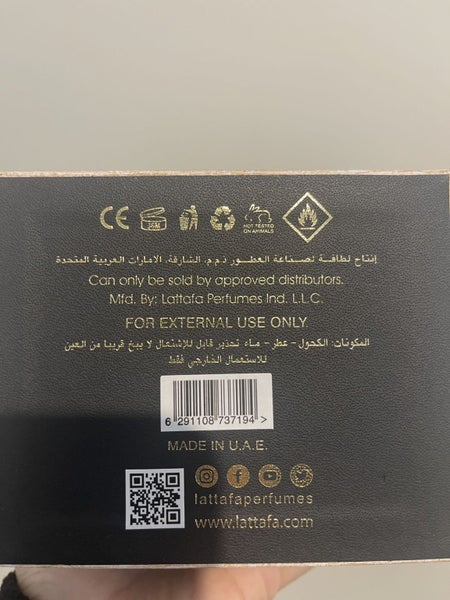 CE
NOT TESTED
ON ANIMALS
إنتاج لطافة لصناعة العطور ذ.م.م. الشارقة، الامارات العربية المتحدة
Can only be sold by approved distributors.
Mfd. By: Lattafa Perfumes Ind. L.L.C.
FOR EXTERNAL USE ONLY
المكونات: الكحول - عطر - ماء تحذير قابل للإشتعال لا يبخ قريبا من العين
للاستعمال الخارجي فقط
6 291108 737194 >
MADE IN U.A.E.
lattafaperfumes
www.lattafa.com